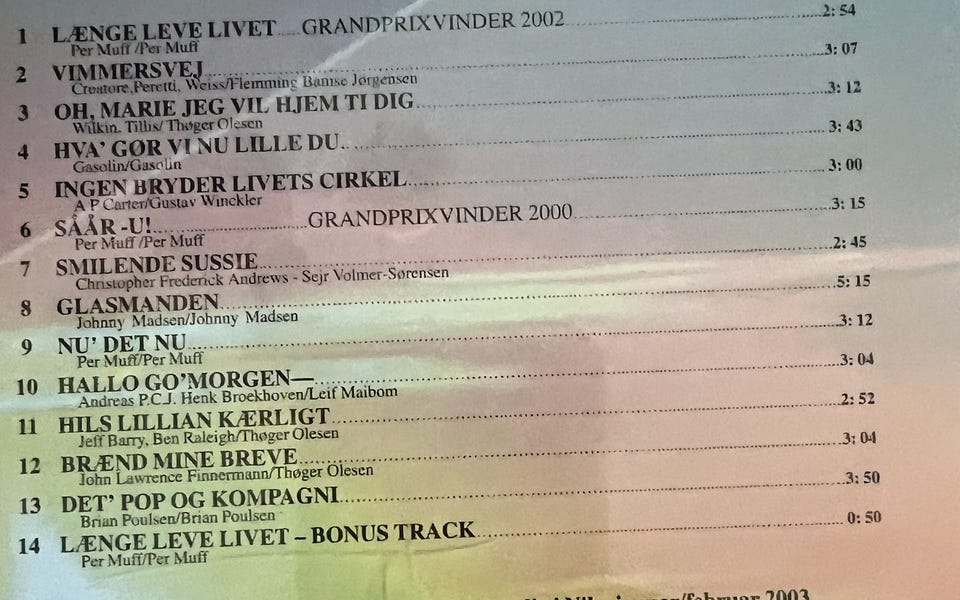 1 LÆNGE LEVE LIVET.....GRANDPRIXVINDER 2002 ..... 2: 54
Per Muff /Per Muff
2 VIMMERSVEJ ..... 3: 07
Creatore,Peretti, Weiss/Flemming Bamse Jørgensen
3 OH, MARIE JEG VIL HJEM TI DIG ..... 3: 12
Wilkin. Tillis/ Thøger Olesen
4 HVA' GØR VI NU LILLE DU ..... 3: 43
Gasolin/Gasolin
5 INGEN BRYDER LIVETS CIRKEL ..... 3: 00
A P Carter/Gustav Winckler
6 SÅÅR -U! ..... GRANDPRIXVINDER 2000 ..... 3: 15
Per Muff /Per Muff
7 SMILENDE SUSSIE ..... 2: 45
Christopher Frederick Andrews - Sejr Volmer-Sørensen
8 GLASMANDEN ..... 5: 15
Johnny Madsen/Johnny Madsen
9 NU' DET NU ..... 3: 12
Per Muff/Per Muff
10 HALLO GO'MORGEN— ..... 3: 04
Andreas P.C.J. Henk Broekhoven/Leif Maibom
11 HILS LILLIAN KÆRLIGT ..... 2: 52
Jeff Barry, Ben Raleigh/Thøger Olesen
12 BRÆND MINE BREVE ..... 3: 04
John Lawrence Finnermann/Thøger Olesen
13 DET' POP OG KOMPAGNI ..... 3: 50
Brian Poulsen/Brian Poulsen
14 LÆNGE LEVE LIVET – BONUS TRACK ..... 0: 50
Per Muff/Per Muff
/februar 2003